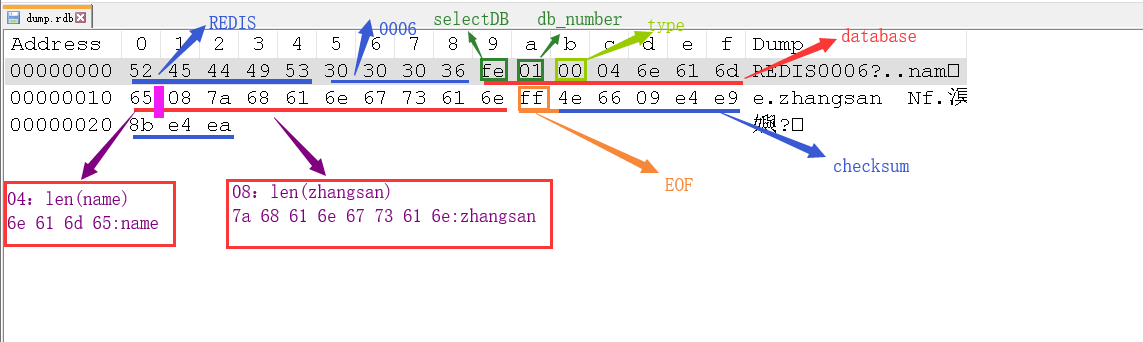 dump.rdb
REDIS 0006 selectDB db_number type database
Address 0 1 2 3 4 5 6 7 8 9 a b c d e f Dump
00000000 52 45 44 49 53 30 30 30 36 fe 01 00 04 6e 61 6d REDIS0006?..nam□
00000010 65 08 7a 68 61 6e 67 73 61 6e ff 4e 66 09 e4 e9 e.zhangsan Nf.溟
00000020 8b e4 ea ?□
checksum
EOF
04: len(name)
6e 61 6d 65:name
08: len(zhangsan)
7a 68 61 6e 67 73 61 6e:zhangsan